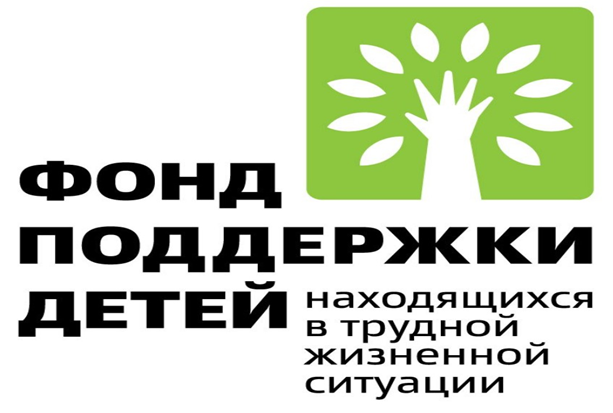 ФОНД
ПОДДЕРЖКИ
ДЕТЕЙ
находящихся
в трудной
жизненной
ситуации